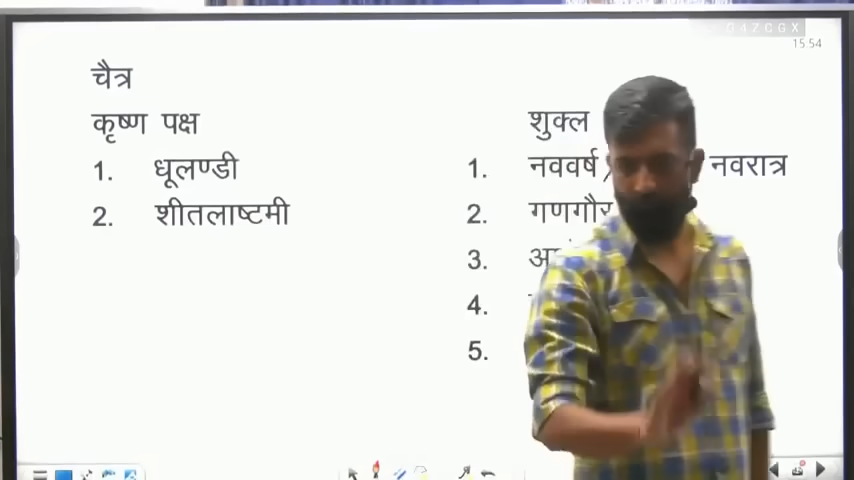 15:54
चैत्र
कृष्ण पक्ष
1. धूलण्डी
2. शीतलाष्टमी
शुक्ल
1. नववर्ष/ नवरात्र
2. गणगौर
3.
4.
5.